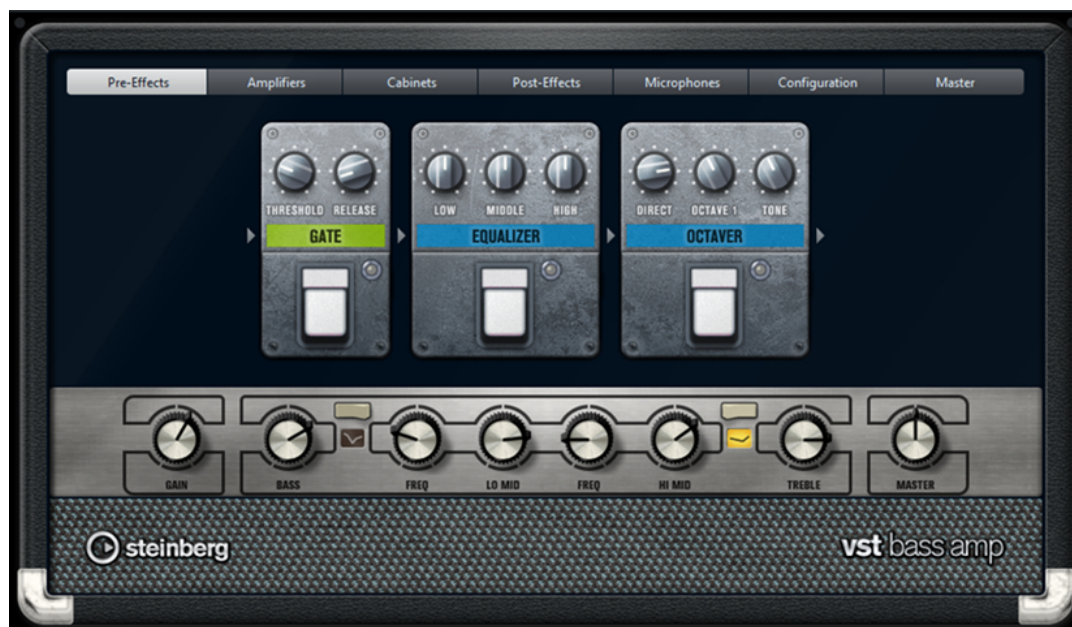 Pre-Effects Amplifiers Cabinets Post-Effects Microphones Configuration Master
THRESHOLD RELEASE LOW MIDDLE HIGH DIRECT OCTAVE 1 TONE
GATE EQUALIZER OCTAVER
GAIN BASS FREQ LO MID FREQ HI MID TREBLE MASTER
steinberg vst bass amp